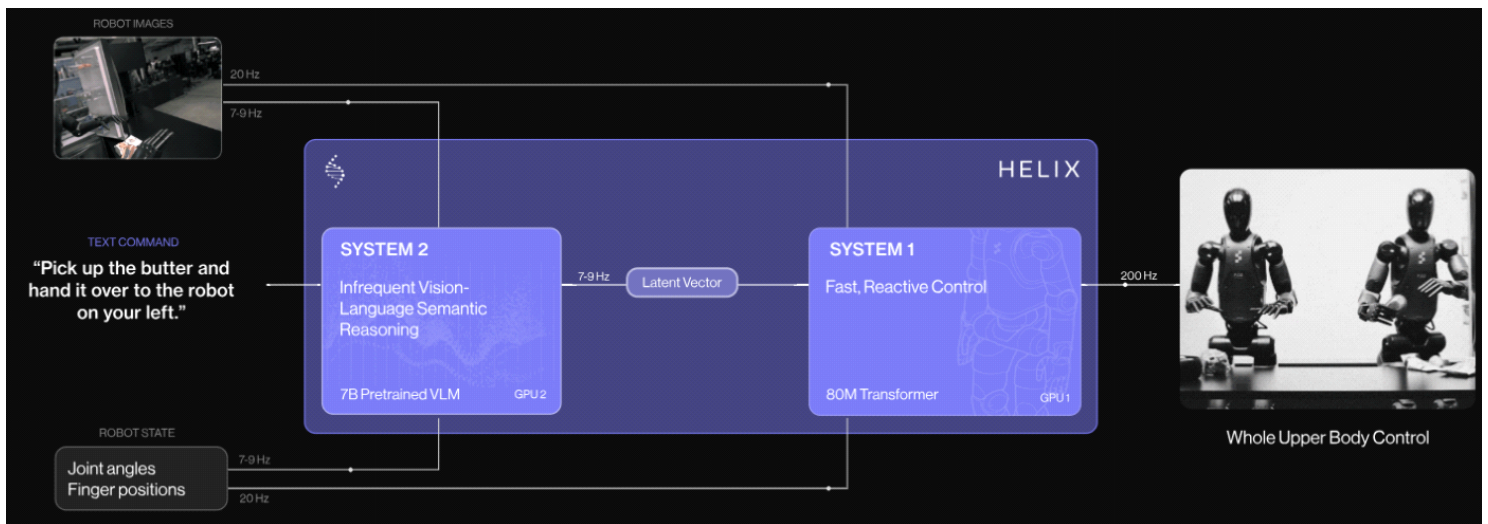 ROBOT IMAGES
20 Hz
7-9 Hz
HELIX
TEXT COMMAND
“Pick up the butter and
hand it over to the robot
on your left.”
SYSTEM 2
Infrequent Vision-
Language Semantic
Reasoning
7B Pretrained VLM
GPU 2
7-9 Hz
Latent Vector
SYSTEM 1
Fast, Reactive Control
80M Transformer
GPU 1
200 Hz
Whole Upper Body Control
ROBOT STATE
Joint angles
Finger positions
7-9 Hz
20 Hz